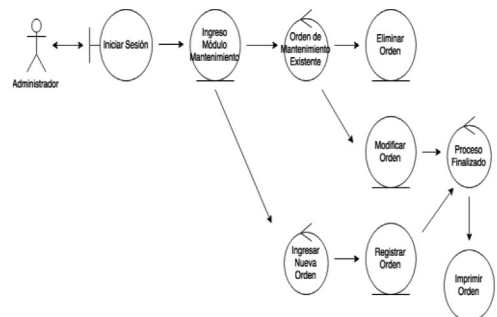 Administrador
Iniciar Sesión
Ingreso
Módulo
Mantenimiento
Orden de
Mantenimiento
Existente
Eliminar
Orden
Modificar
Orden
Proceso
Finalizado
Ingresar
Nueva
Orden
Registrar
Orden
Imprimir
Orden